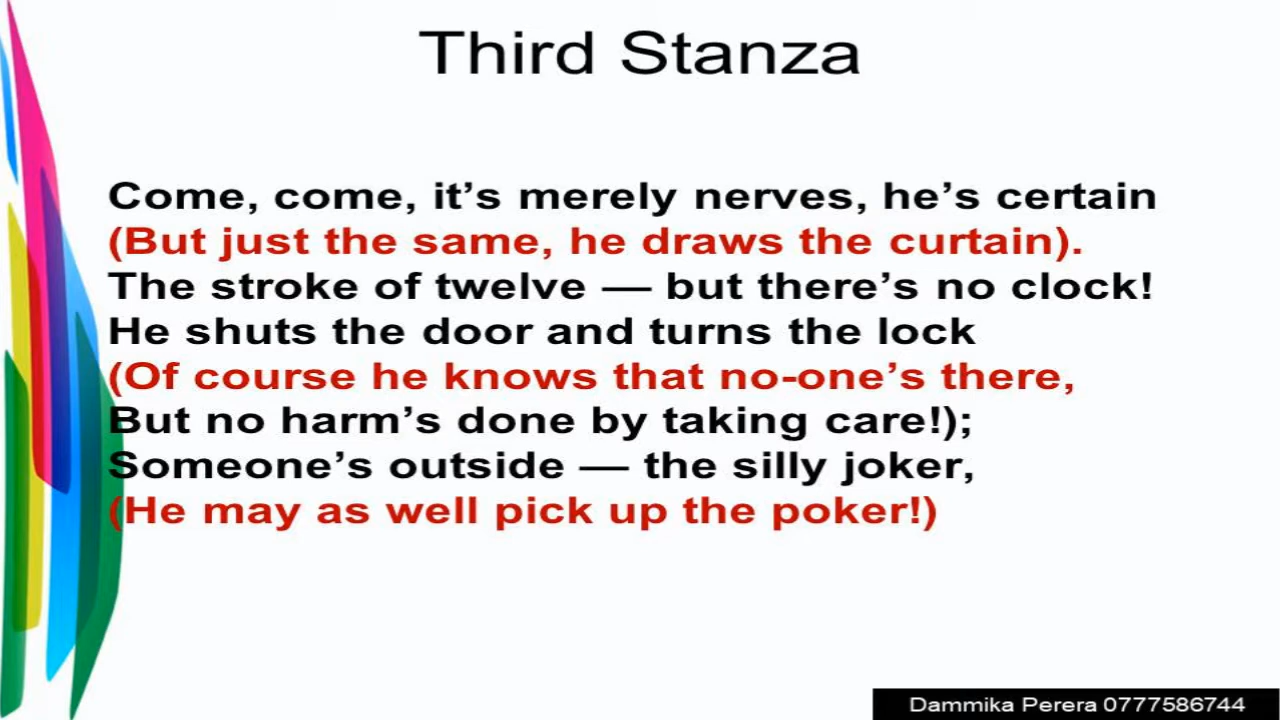 Third Stanza
Come, come, it’s merely nerves, he’s certain
(But just the same, he draws the curtain).
The stroke of twelve — but there’s no clock!
He shuts the door and turns the lock
(Of course he knows that no-one’s there,
But no harm’s done by taking care!);
Someone’s outside — the silly joker,
(He may as well pick up the poker!)
Dammika Perera 0777586744